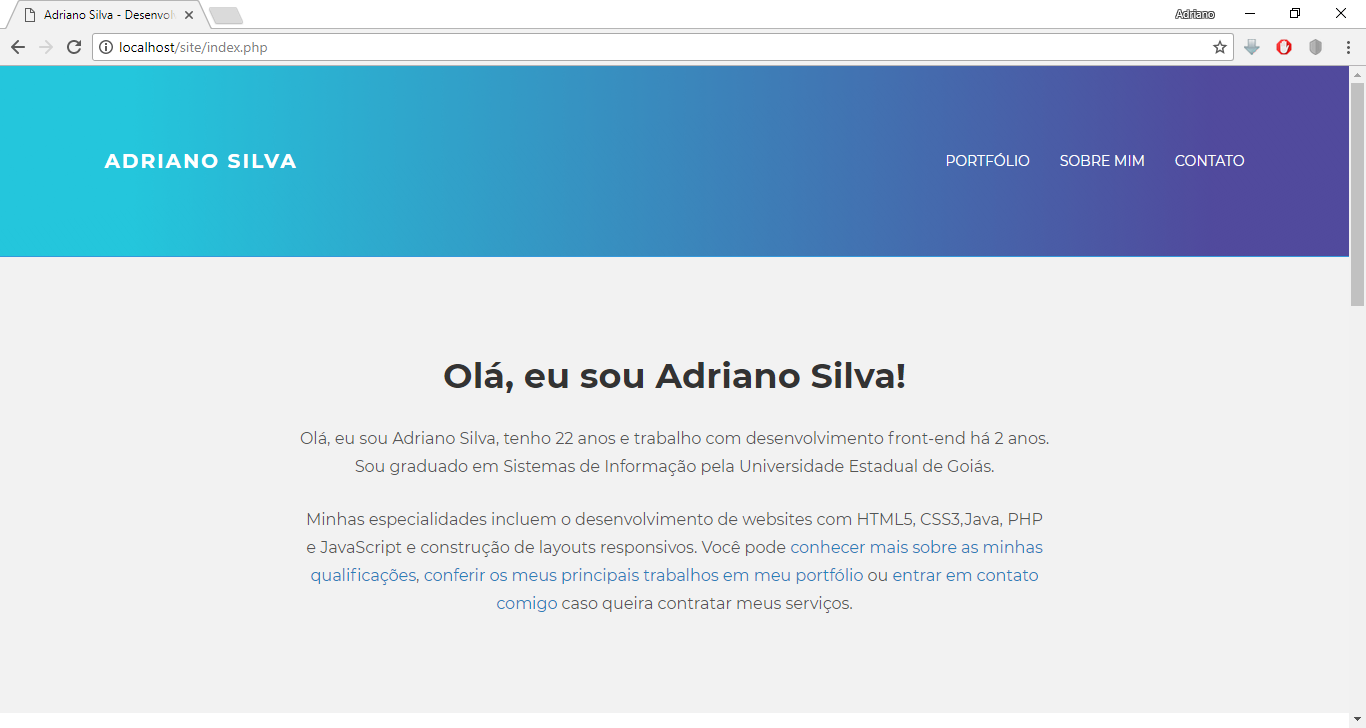 Adriano Silva - Desenvol
Adriano
localhost/site/index.php
ADRIANO SILVA
PORTFÓLIO SOBRE MIM CONTATO
Olá, eu sou Adriano Silva!
Olá, eu sou Adriano Silva, tenho 22 anos e trabalho com desenvolvimento front-end há 2 anos.
Sou graduado em Sistemas de Informação pela Universidade Estadual de Goiás.
Minhas especialidades incluem o desenvolvimento de websites com HTML5, CSS3,Java, PHP
e JavaScript e construção de layouts responsivos. Você pode conhecer mais sobre as minhas
qualificações, conferir os meus principais trabalhos em meu portfólio ou entrar em contato
comigo caso queira contratar meus serviços.